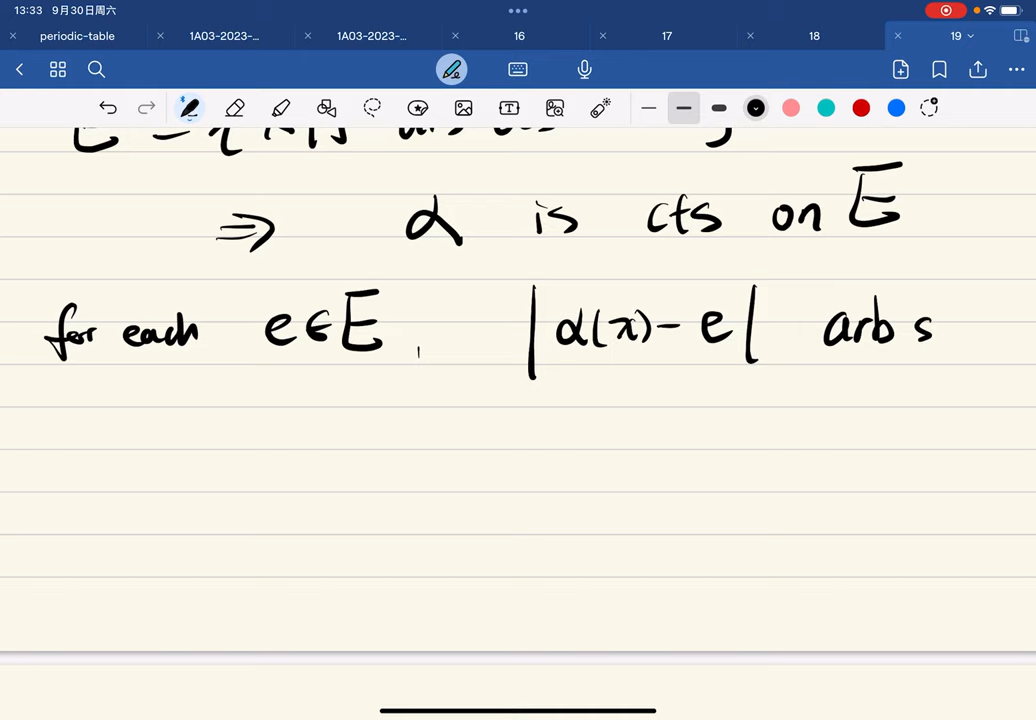 13:33 9月30日周六
periodic-table 1A03-2023-... 1A03-2023-... 16 17 18 19
⇒ α is cts on E
for each e∈E, |α(x)-e| arb s